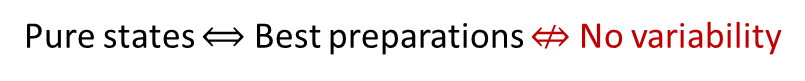 Pure states ⟺ Best preparations ⇎ No variability